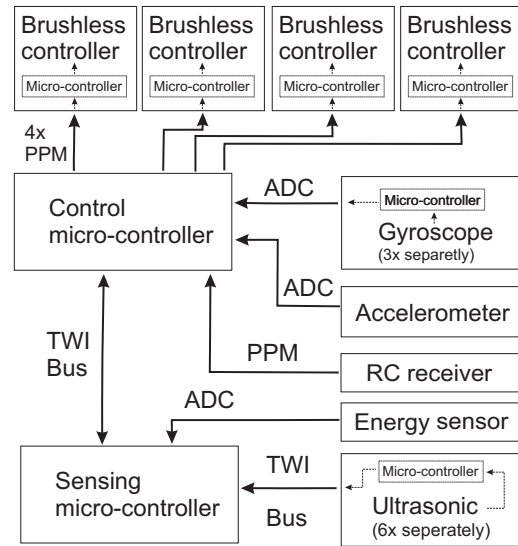 Brushless
controller
Micro-controller
Brushless
controller
Micro-controller
Brushless
controller
Micro-controller
Brushless
controller
Micro-controller
4x
PPM
Control
micro-controller
ADC
Micro-controller
Gyroscope
(3x separetly)
ADC
Accelerometer
TWI
Bus
PPM
RC receiver
ADC
Energy sensor
Sensing
micro-controller
TWI
Bus
Micro-controller
Ultrasonic
(6x seperately)